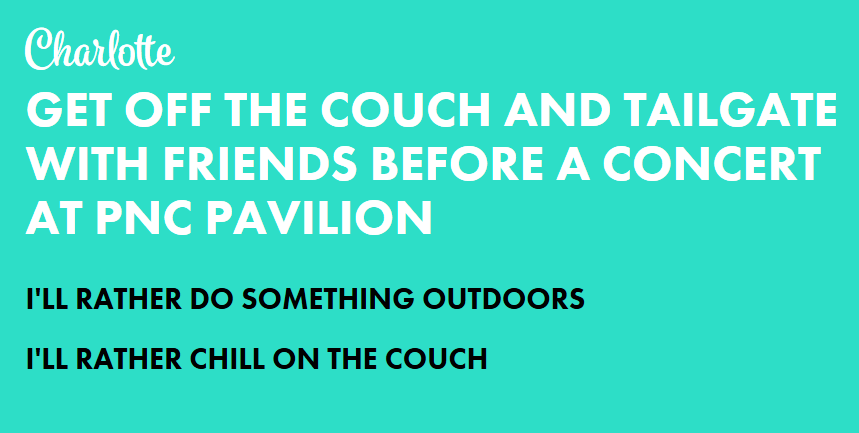 Charlotte
GET OFF THE COUCH AND TAILGATE
WITH FRIENDS BEFORE A CONCERT
AT PNC PAVILION
I'LL RATHER DO SOMETHING OUTDOORS
I'LL RATHER CHILL ON THE COUCH